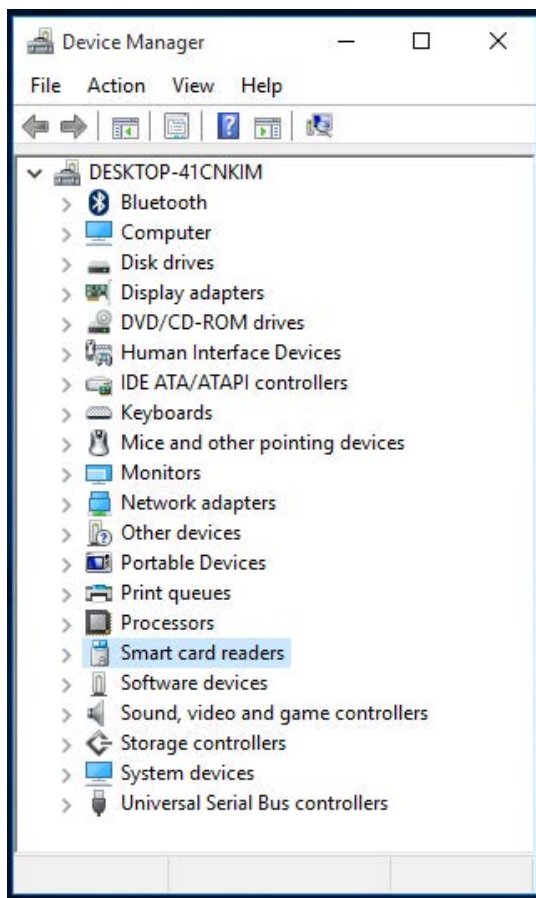 Device Manager
File Action View Help
DESKTOP-41CNKIM
Bluetooth
Computer
Disk drives
Display adapters
DVD/CD-ROM drives
Human Interface Devices
IDE ATA/ATAPI controllers
Keyboards
Mice and other pointing devices
Monitors
Network adapters
Other devices
Portable Devices
Print queues
Processors
Smart card readers
Software devices
Sound, video and game controllers
Storage controllers
System devices
Universal Serial Bus controllers